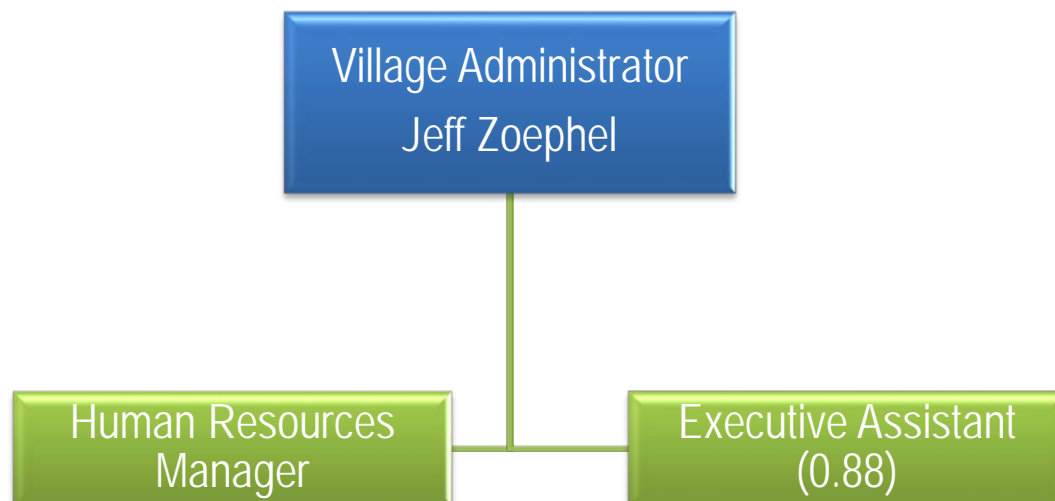 Village Administrator
Jeff Zoephel
Human Resources
Manager
Executive Assistant
(0.88)